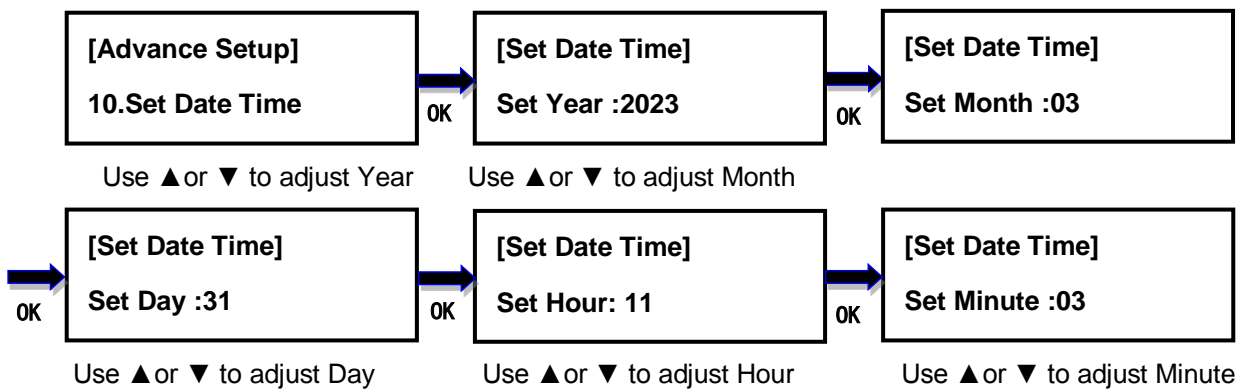 [Advance Setup]
10.Set Date Time
OK
[Set Date Time]
Set Year :2023
OK
[Set Date Time]
Set Month :03
Use ▲or ▼ to adjust Year
Use ▲or ▼ to adjust Month
OK
[Set Date Time]
Set Day :31
OK
[Set Date Time]
Set Hour: 11
OK
[Set Date Time]
Set Minute :03
Use ▲or ▼ to adjust Day
Use ▲or ▼ to adjust Hour
Use ▲or ▼ to adjust Minute